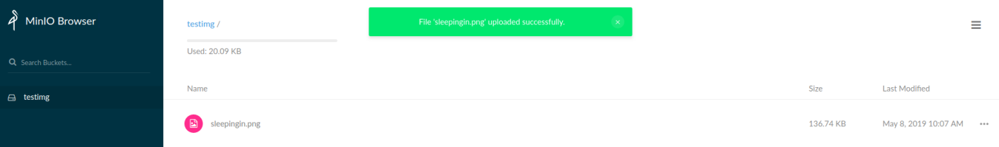 MinIO Browser
Search Buckets...
testimg
testimg /
Used: 20.09 KB
File 'sleepingin.png' uploaded successfully.
Name Size Last Modified
sleepingin.png 136.74 KB May 8, 2019 10:07 AM